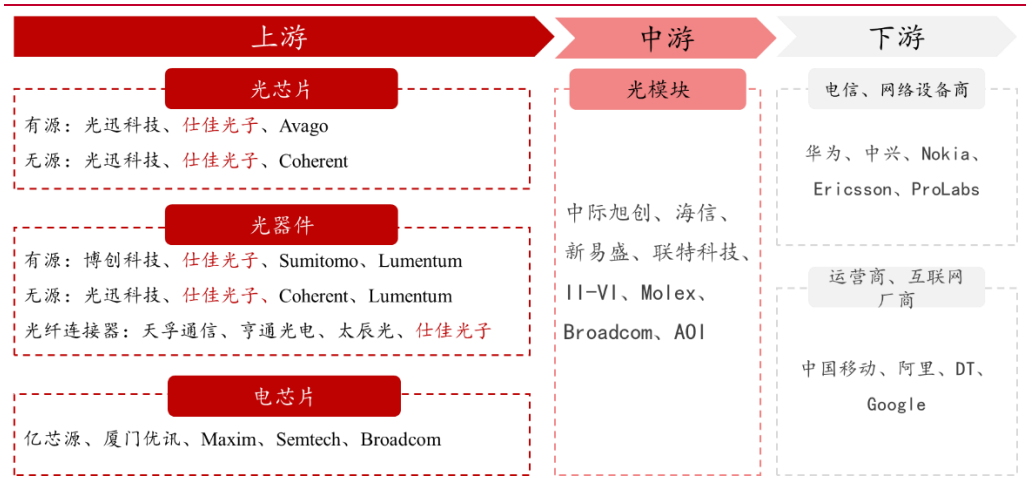 上游
光芯片
有源：光迅科技、仕佳光子、Avago
无源：光迅科技、仕佳光子、Coherent
光器件
有源：博创科技、仕佳光子、Sumitomo、Lumentum
无源：光迅科技、仕佳光子、Coherent、Lumentum
光纤连接器：天孚通信、亨通光电、太辰光、仕佳光子
电芯片
亿芯源、厦门优讯、Maxim、Semtech、Broadcom
中游
光模块
中际旭创、海信、
新易盛、联特科技、
II-VI、Molex、
Broadcom、AOI
下游
电信、网络设备商
华为、中兴、Nokia、
Ericsson、ProLabs
运营商、互联网
厂商
中国移动、阿里、DT、
Google